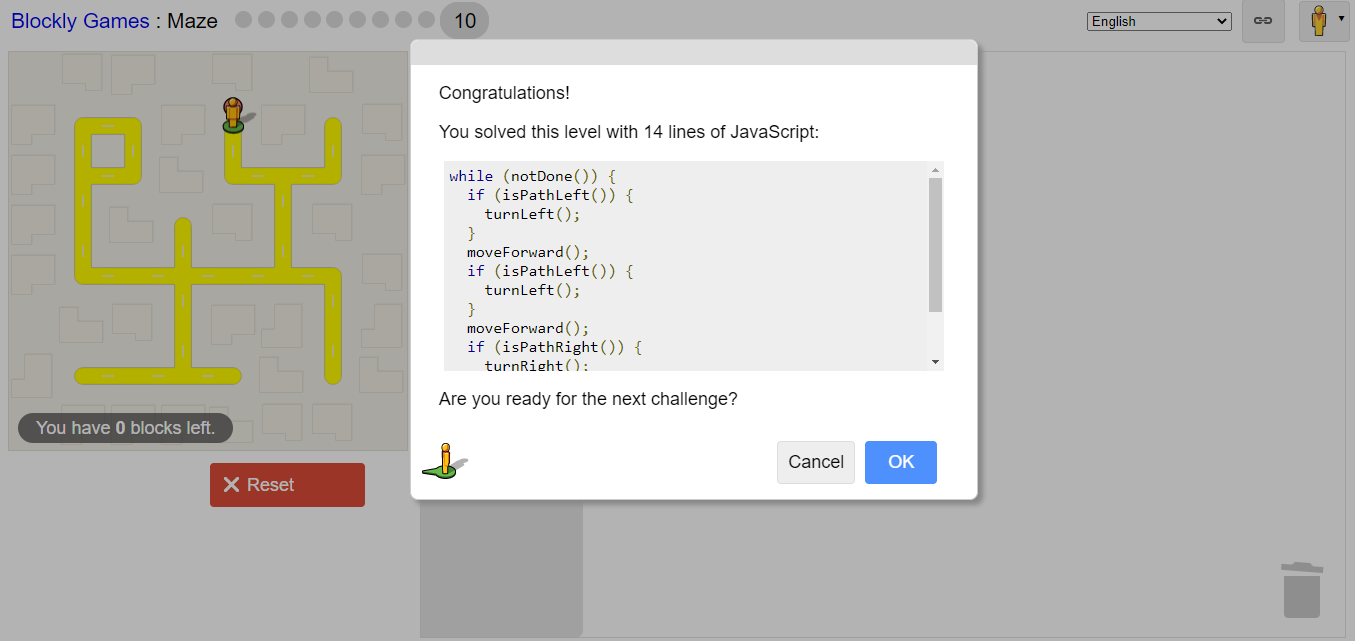 Blockly Games : Maze 10
English
Congratulations!
You solved this level with 14 lines of JavaScript:
while (notDone()) {
  if (isPathLeft()) {
    turnLeft();
  }
  moveForward();
  if (isPathLeft()) {
    turnLeft();
  }
  moveForward();
  if (isPathRight()) {
    turnRight();
Are you ready for the next challenge?
You have 0 blocks left.
Cancel
OK
Reset